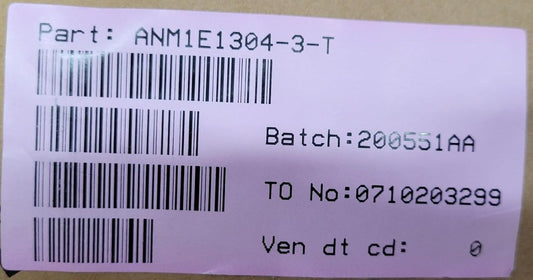 Part: ANM1E1304-3-T
Batch:200551AA
TO No:0710203299
Ven dt cd: 0